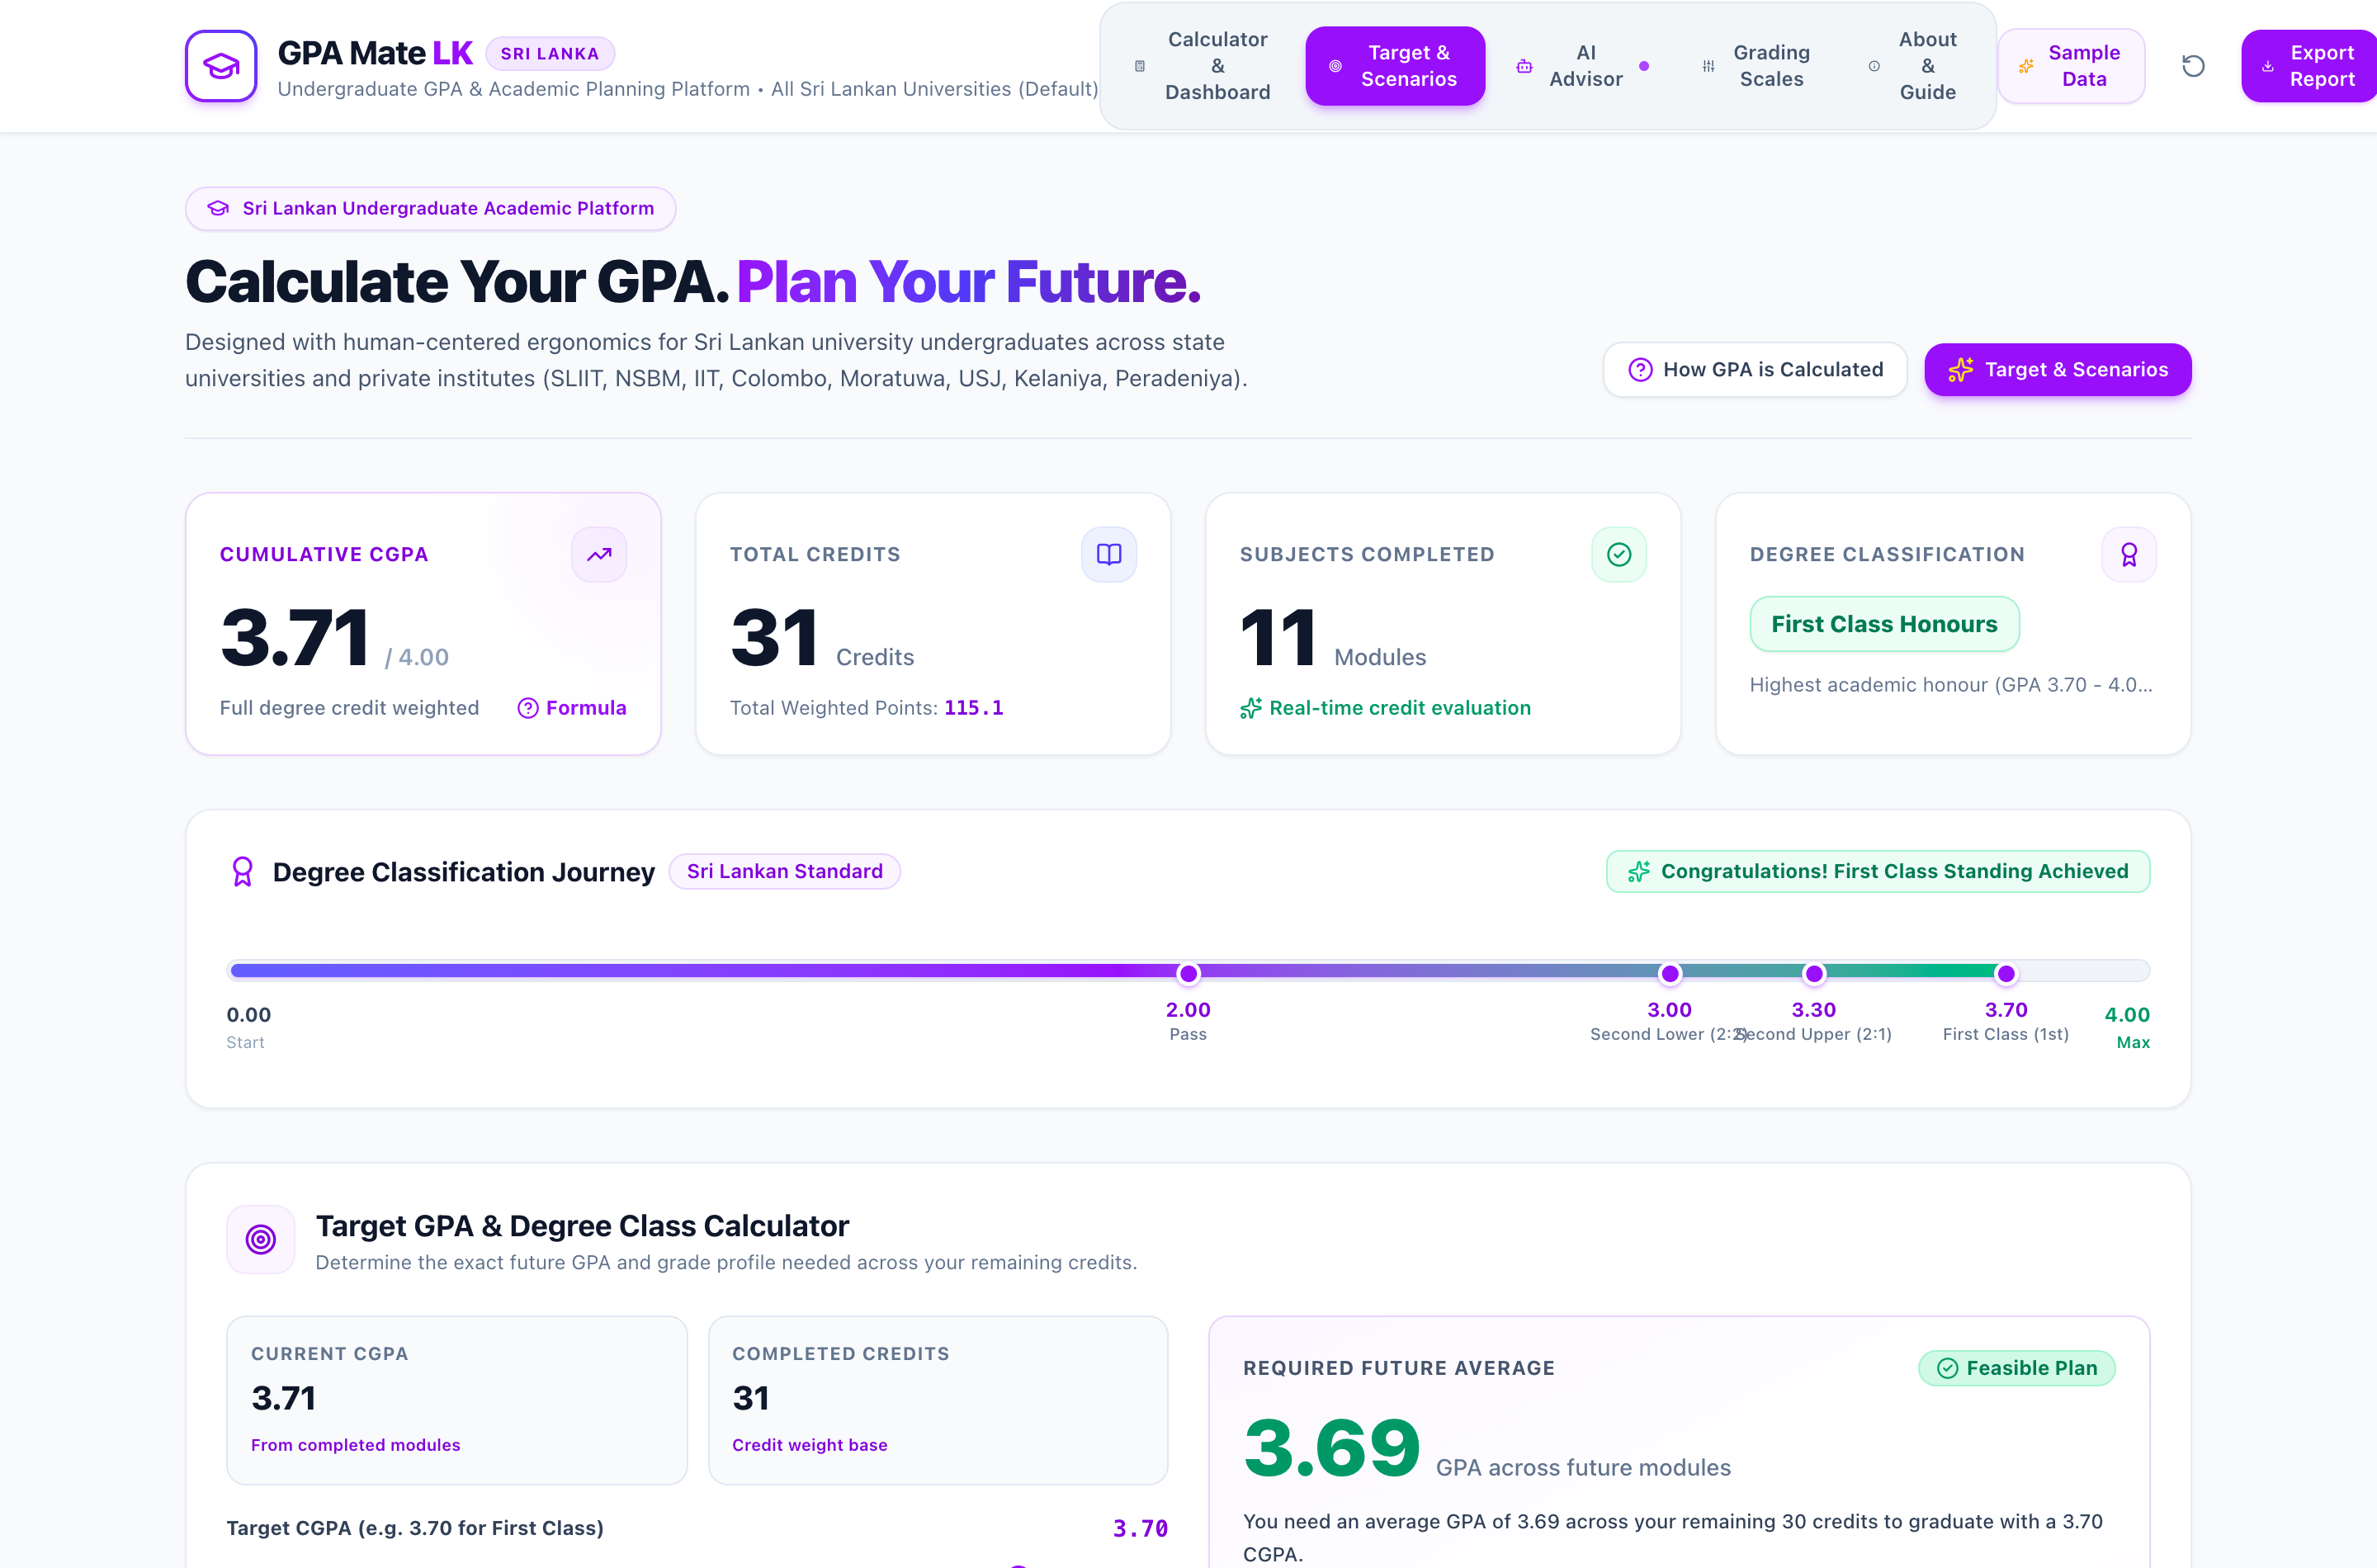 GPA Mate LK SRI LANKA
Undergraduate GPA & Academic Planning Platform • All Sri Lankan Universities (Default)
Calculator & Dashboard
Target & Scenarios
AI Advisor
Grading Scales
About & Guide
Sample Data
Export Report
Sri Lankan Undergraduate Academic Platform
Calculate Your GPA. Plan Your Future.
Designed with human-centered ergonomics for Sri Lankan university undergraduates across state
universities and private institutes (SLIIT, NSBM, IIT, Colombo, Moratuwa, USJ, Kelaniya, Peradeniya).
How GPA is Calculated
Target & Scenarios
CUMULATIVE CGPA
3.71 / 4.00
Full degree credit weighted
Formula
TOTAL CREDITS
31 Credits
Total Weighted Points: 115.1
SUBJECTS COMPLETED
11 Modules
Real-time credit evaluation
DEGREE CLASSIFICATION
First Class Honours
Highest academic honour (GPA 3.70 - 4.0...
Degree Classification Journey
Sri Lankan Standard
Congratulations! First Class Standing Achieved
0.00
Start
2.00
Pass
3.00
Second Lower (2:2)
3.30
Second Upper (2:1)
3.70
First Class (1st)
4.00
Max
Target GPA & Degree Class Calculator
Determine the exact future GPA and grade profile needed across your remaining credits.
CURRENT CGPA
3.71
From completed modules
COMPLETED CREDITS
31
Credit weight base
Target CGPA (e.g. 3.70 for First Class)
3.70
REQUIRED FUTURE AVERAGE
Feasible Plan
3.69 GPA across future modules
You need an average GPA of 3.69 across your remaining 30 credits to graduate with a 3.70
CGPA.